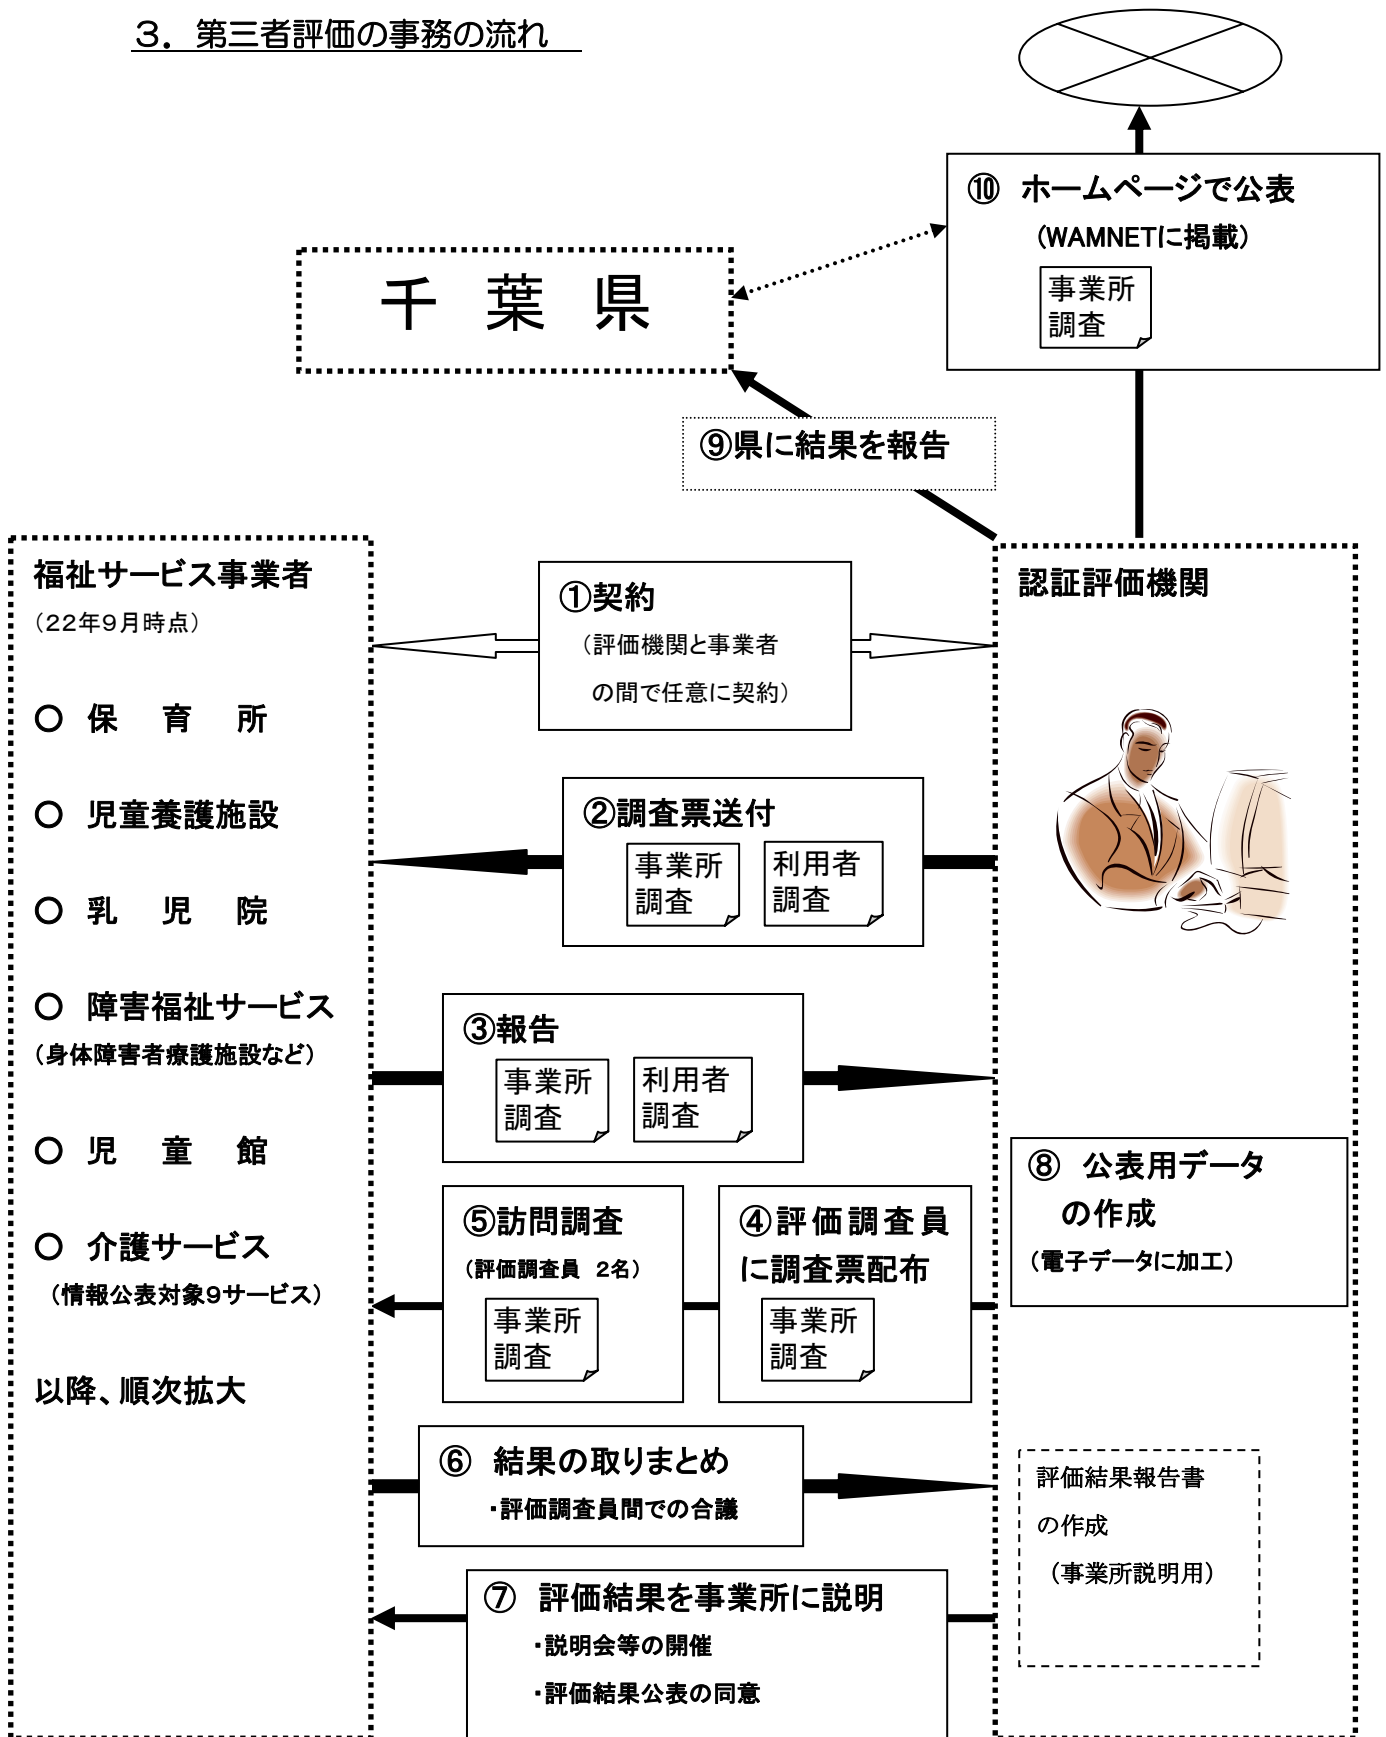 ３．第三者評価の事務の流れ
⑩　ホームページで公表
（WAMNETに掲載）
事業所
調査
千　葉　県
⑨県に結果を報告
福祉サービス事業者
（２２年９月時点）
○　保　育　所
○　児童養護施設
○　乳　児　院
○　障害福祉サービス
（身体障害者療護施設など）
○　児　童　館
○　介護サービス
（情報公表対象９サービス）
以降、順次拡大
①契約
（評価機関と事業者
の間で任意に契約）
②調査票送付
事業所
調査
利用者
調査
③報告
事業所
調査
利用者
調査
⑤訪問調査
（評価調査員　２名）
事業所
調査
④評価調査員
に調査票配布
事業所
調査
⑥　結果の取りまとめ
・評価調査員間での合議
⑦　評価結果を事業所に説明
・説明会等の開催
・評価結果公表の同意
認証評価機関
⑧　公表用データ
の作成
（電子データに加工）
評価結果報告書
の作成
（事業所説明用）